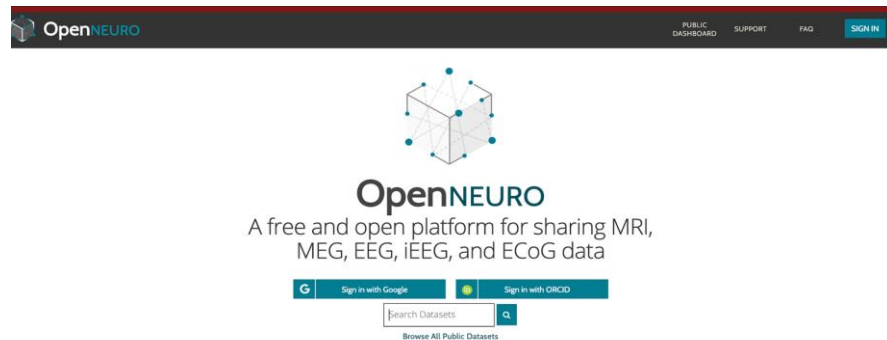 OpenNEURO
PUBLIC
DASHBOARD
SUPPORT
FAQ
SIGN IN
OpenNEURO
A free and open platform for sharing MRI,
MEG, EEG, iEEG, and ECoG data
G Sign in with Google
iD Sign in with ORCID
Search Datasets
Browse All Public Datasets